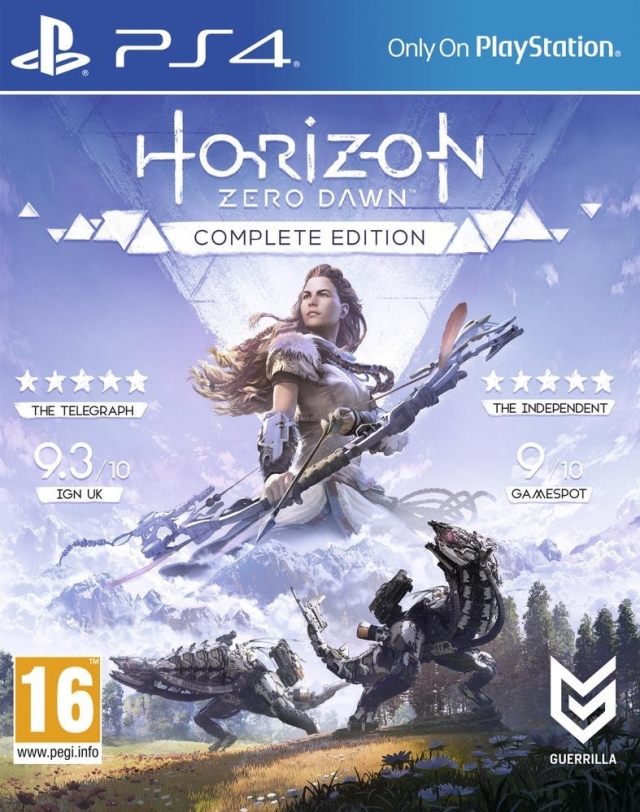 PS4
Only On PlayStation®
HORIZON
ZERO DAWN™
COMPLETE EDITION
THE TELEGRAPH
THE INDEPENDENT
9.3/10
IGN UK
9/10
GAMESPOT
16™
www.pegi.info
GUERRILLA